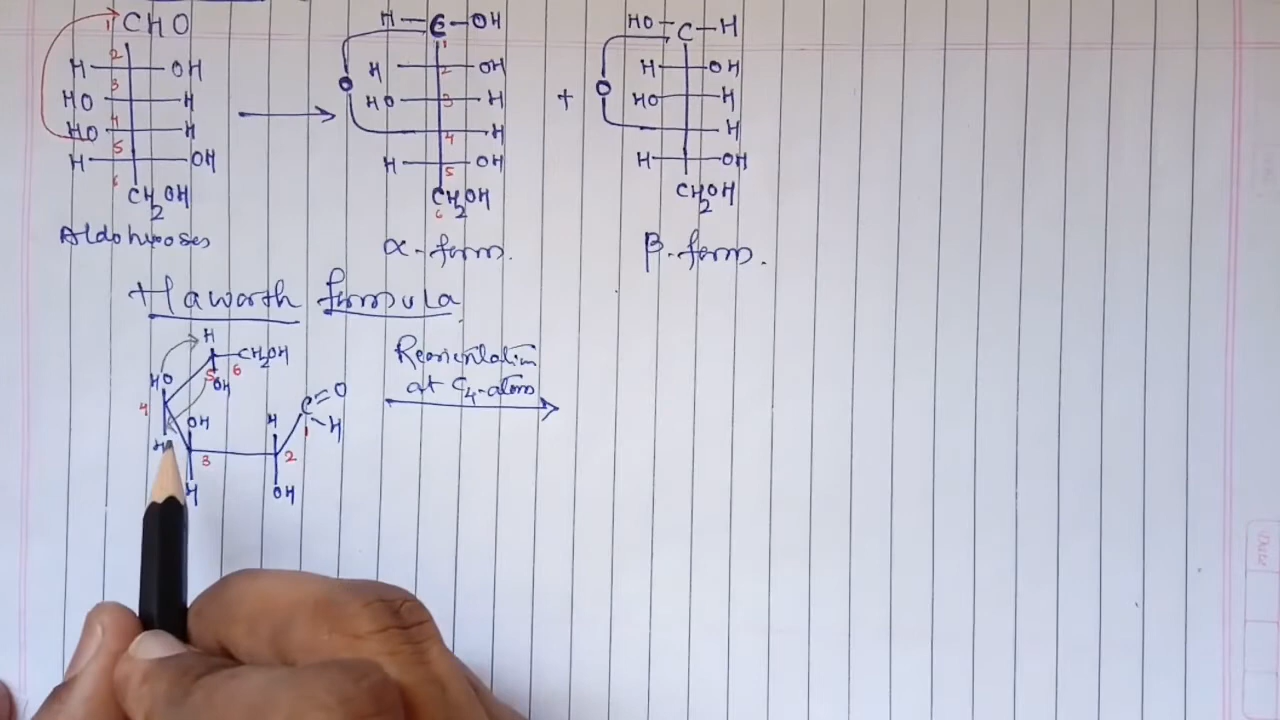 1 CHO
2
H OH
3
HO H
4
HO H
5
H OH
6
CH2OH
Aldohexoses
H C OH
1
H 2 OH
HO 3 H
O
4 H
H 5 OH
CH2OH
6
α-form.
+
HO C H
H OH
HO H
O
H
H OH
CH2OH
β-form.
Haworth formula
H
CH2OH
5 6
HO OH
4
OH
H
3
H
H
2
OH
C=O
H
1
Reorientation
at C4-atom